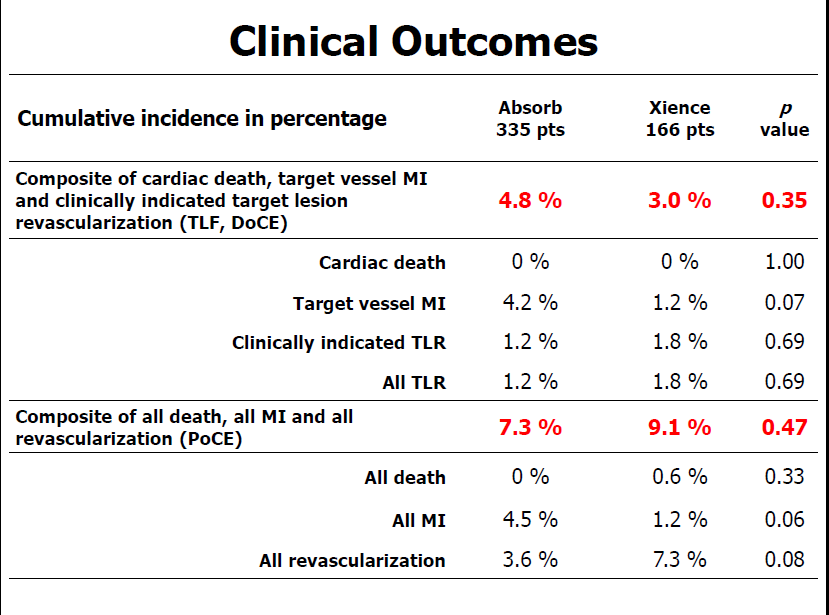 Clinical Outcomes
Cumulative incidence in percentage
Absorb
335 pts
Xience
166 pts
p
value
Composite of cardiac death, target vessel MI
and clinically indicated target lesion
revascularization (TLF, DoCE)
4.8 % 3.0 % 0.35
Cardiac death 0 % 0 % 1.00
Target vessel MI 4.2 % 1.2 % 0.07
Clinically indicated TLR 1.2 % 1.8 % 0.69
All TLR 1.2 % 1.8 % 0.69
Composite of all death, all MI and all
revascularization (PoCE)
7.3 % 9.1 % 0.47
All death 0 % 0.6 % 0.33
All MI 4.5 % 1.2 % 0.06
All revascularization 3.6 % 7.3 % 0.08